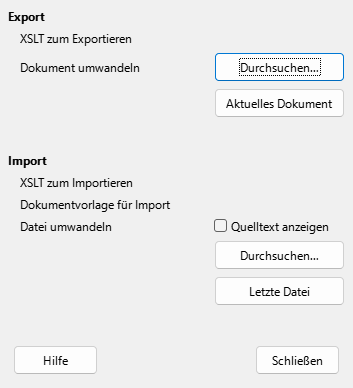 Export
XSLT zum Exportieren
Dokument umwandeln
Durchsuchen...
Aktuelles Dokument
Import
XSLT zum Importieren
Dokumentvorlage für Import
Datei umwandeln
Quelltext anzeigen
Durchsuchen...
Letzte Datei
Hilfe
Schließen